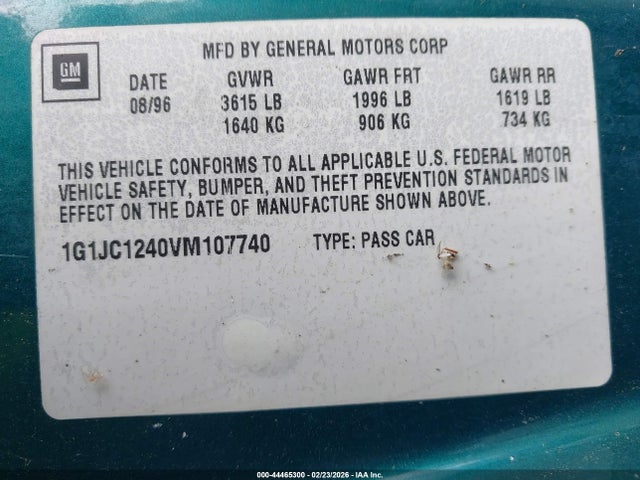 GM
MFD BY GENERAL MOTORS CORP
DATE GVWR GAWR FRT GAWR RR
08/96 3615 LB 1996 LB 1619 LB
1640 KG 906 KG 734 KG
THIS VEHICLE CONFORMS TO ALL APPLICABLE U.S. FEDERAL MOTOR
VEHICLE SAFETY, BUMPER, AND THEFT PREVENTION STANDARDS IN
EFFECT ON THE DATE OF MANUFACTURE SHOWN ABOVE.
1G1JC1240VM107740 TYPE: PASS CAR
000-44465300 - 02/23/2026 - IAA Inc.